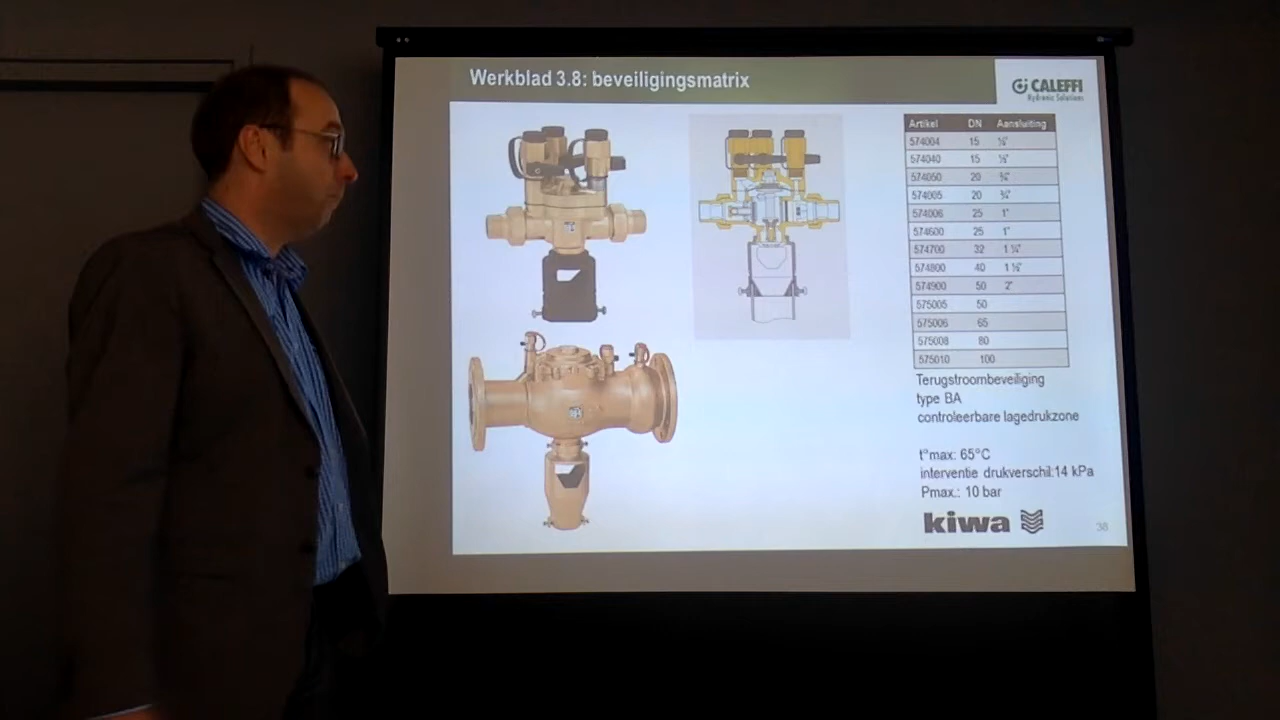 Werkblad 3.8: beveiligingsmatrix
CALEFFI
Hydronic Solutions
Artikel DN Aansluiting
574004 15 ½"
574040 15 ½"
574050 20 ¾"
574005 20 ¾"
574006 25 1"
574600 25 1"
574700 32 1 ¼"
574800 40 1 ½"
574900 50 2"
575005 50
575006 65
575008 80
575010 100
Terugstroombeveiliging
type BA
controleerbare lagedrukzone
t°max: 65°C
interventie drukverschil:14 kPa
Pmax.: 10 bar
kiwa
38